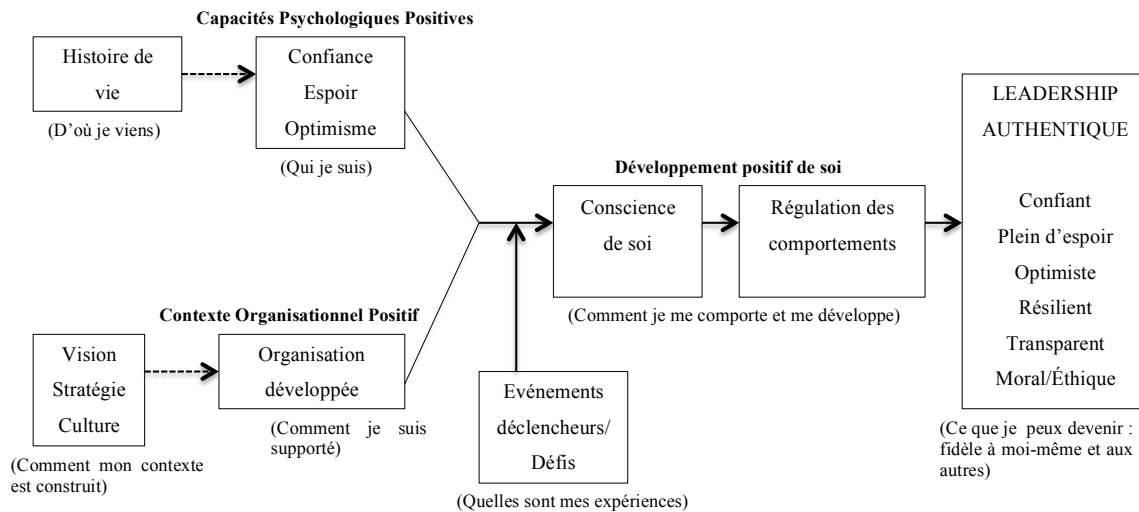 Capacités Psychologiques Positives
Histoire de
vie
(D'où je viens)
Confiance
Espoir
Optimisme
(Qui je suis)
Développement positif de soi
Conscience
de soi
Régulation des
comportements
(Comment je me comporte et me développe)
LEADERSHIP
AUTHENTIQUE
Confiant
Plein d'espoir
Optimiste
Résilient
Transparent
Moral/Éthique
(Ce que je peux devenir :
fidèle à moi-même et aux
autres)
Contexte Organisationnel Positif
Vision
Stratégie
Culture
(Comment mon contexte
est construit)
Organisation
développée
(Comment je suis
supporté)
Evénements
déclencheurs/
Défis
(Quelles sont mes expériences)